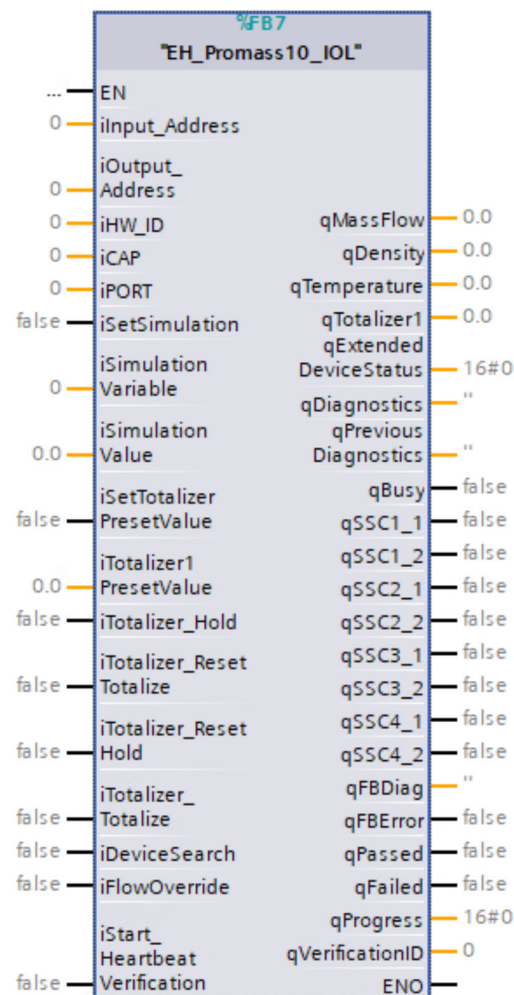 %FB7
"EH_Promass10_IOL"
... EN
0 iInput_Address
iOutput_
0 Address
0 iHW_ID
qMassFlow 0.0
0 iCAP
qDensity 0.0
0 iPORT
qTemperature 0.0
false iSetSimulation
qTotalizer1 0.0
qExtended
DeviceStatus 16#0
iSimulation
0 Variable
qDiagnostics ''
iSimulation
0.0 Value
qPrevious
Diagnostics ''
iSetTotalizer
false PresetValue
qBusy false
qSSC1_1 false
iTotalizer1
0.0 PresetValue
qSSC1_2 false
qSSC2_1 false
false iTotalizer_Hold
qSSC2_2 false
iTotalizer_Reset
false Totalize
qSSC3_1 false
qSSC3_2 false
iTotalizer_Reset
false Hold
qSSC4_1 false
qSSC4_2 false
iTotalizer_
false Totalize
qFBDiag ''
qFBError false
false iDeviceSearch
qPassed false
false iFlowOverride
qFailed false
iStart_
Heartbeat
false Verification
qProgress 16#0
qVerificationID 0
ENO